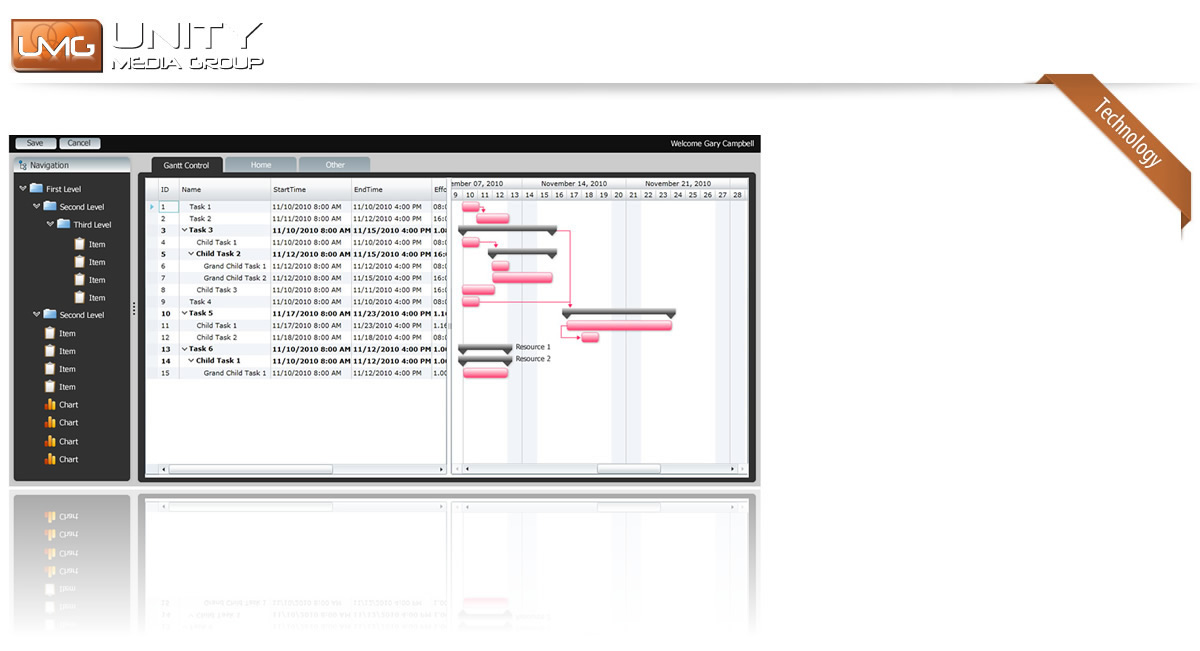 UMG UNITY
MEDIA GROUP
Technology
Save Cancel Welcome Gary Campbell
Navigation
First Level
Second Level
Third Level
Item
Item
Item
Item
Second Level
Item
Item
Item
Item
Chart
Chart
Chart
Chart
Gantt Control Home Other
ID Name StartTime EndTime Effo
1 Task 1 11/10/2010 8:00 AM 11/10/2010 4:00 PM 08:0
2 Task 2 11/11/2010 8:00 AM 11/12/2010 4:00 PM 16:0
3 Task 3 11/10/2010 8:00 AM 11/15/2010 4:00 PM 1.08
4 Child Task 1 11/10/2010 8:00 AM 11/10/2010 4:00 PM 08:0
5 Child Task 2 11/12/2010 8:00 AM 11/15/2010 4:00 PM 16:0
6 Grand Child Task 1 11/12/2010 8:00 AM 11/12/2010 4:00 PM 08:0
7 Grand Child Task 2 11/12/2010 8:00 AM 11/15/2010 4:00 PM 16:0
8 Child Task 3 11/10/2010 8:00 AM 11/11/2010 4:00 PM 16:0
9 Task 4 11/10/2010 8:00 AM 11/10/2010 4:00 PM 08:0
10 Task 5 11/17/2010 8:00 AM 11/23/2010 4:00 PM 1.16
11 Child Task 1 11/17/2010 8:00 AM 11/23/2010 4:00 PM 1.16
12 Child Task 2 11/18/2010 8:00 AM 11/18/2010 4:00 PM 08:0
13 Task 6 11/10/2010 8:00 AM 11/12/2010 4:00 PM 1.00
14 Child Task 1 11/10/2010 8:00 AM 11/12/2010 4:00 PM 1.00
15 Grand Child Task 1 11/10/2010 8:00 AM 11/12/2010 4:00 PM 1.00
ember 07, 2010 November 14, 2010 November 21, 2010
9 10 11 12 13 14 15 16 17 18 19 20 21 22 23 24 25 26 27 28
Resource 1
Resource 2